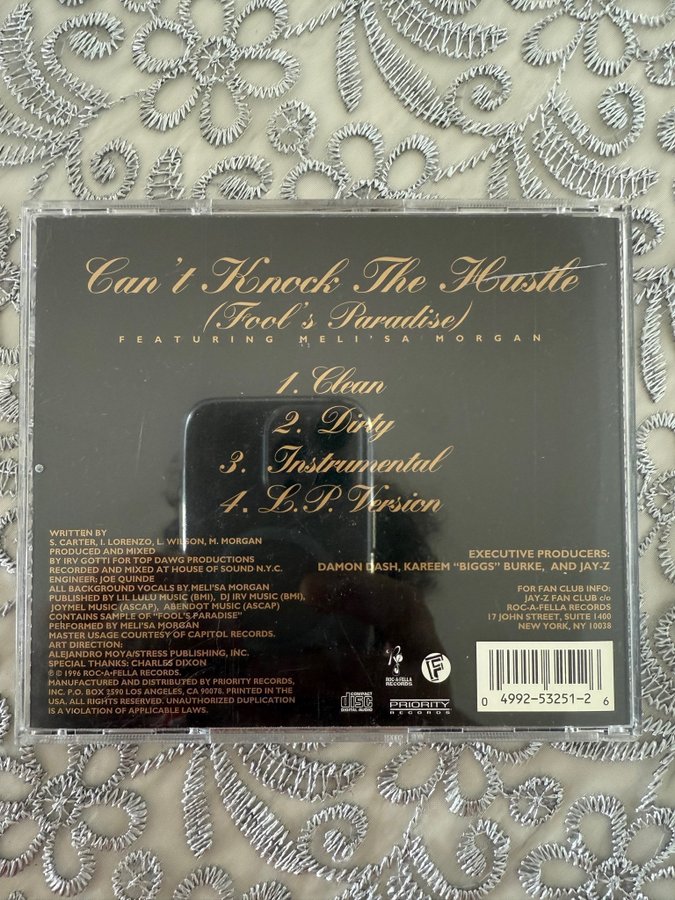 Can't Knock The Hustle
(Fool's Paradise)
FEATURING MELI'SA MORGAN
1. Clean
2. Dirty
3. Instrumental
4. L.P. Version
WRITTEN BY
S. CARTER, I. LORENZO, L. WILSON, M. MORGAN
PRODUCED AND MIXED
BY IRV GOTTI FOR TOP DAWG PRODUCTIONS
RECORDED AND MIXED AT HOUSE OF SOUND N.Y.C.
ENGINEER: JOE QUINDE
ALL BACKGROUND VOCALS BY MELI'SA MORGAN
PUBLISHED BY LIL LULU MUSIC (BMI), DJ IRV MUSIC (BMI),
JOYMEL MUSIC (ASCAP), ABENDOT MUSIC (ASCAP)
CONTAINS SAMPLE OF "FOOL'S PARADISE"
PERFORMED BY MELI'SA MORGAN
MASTER USAGE COURTESY OF CAPITOL RECORDS.
ART DIRECTION:
ALEJANDRO MOYA/STRESS PUBLISHING, INC.
SPECIAL THANKS: CHARLES DIXON
℗ © 1996 ROC-A-FELLA RECORDS.
MANUFACTURED AND DISTRIBUTED BY PRIORITY RECORDS,
INC. P.O. BOX 2590 LOS ANGELES, CA 90078. PRINTED IN THE
USA. ALL RIGHTS RESERVED. UNAUTHORIZED DUPLICATION
IS A VIOLATION OF APPLICABLE LAWS.
EXECUTIVE PRODUCERS:
DAMON DASH, KAREEM "BIGGS" BURKE, AND JAY-Z
FOR FAN CLUB INFO:
JAY-Z FAN CLUB c/o
ROC-A-FELLA RECORDS
17 JOHN STREET, SUITE 1400
NEW YORK, NY 10038
ROC-A-FELLA
RECORDS
COMPACT
disc
DIGITAL AUDIO
PRIORITY
RECORDS
0 4992-53251-2 6